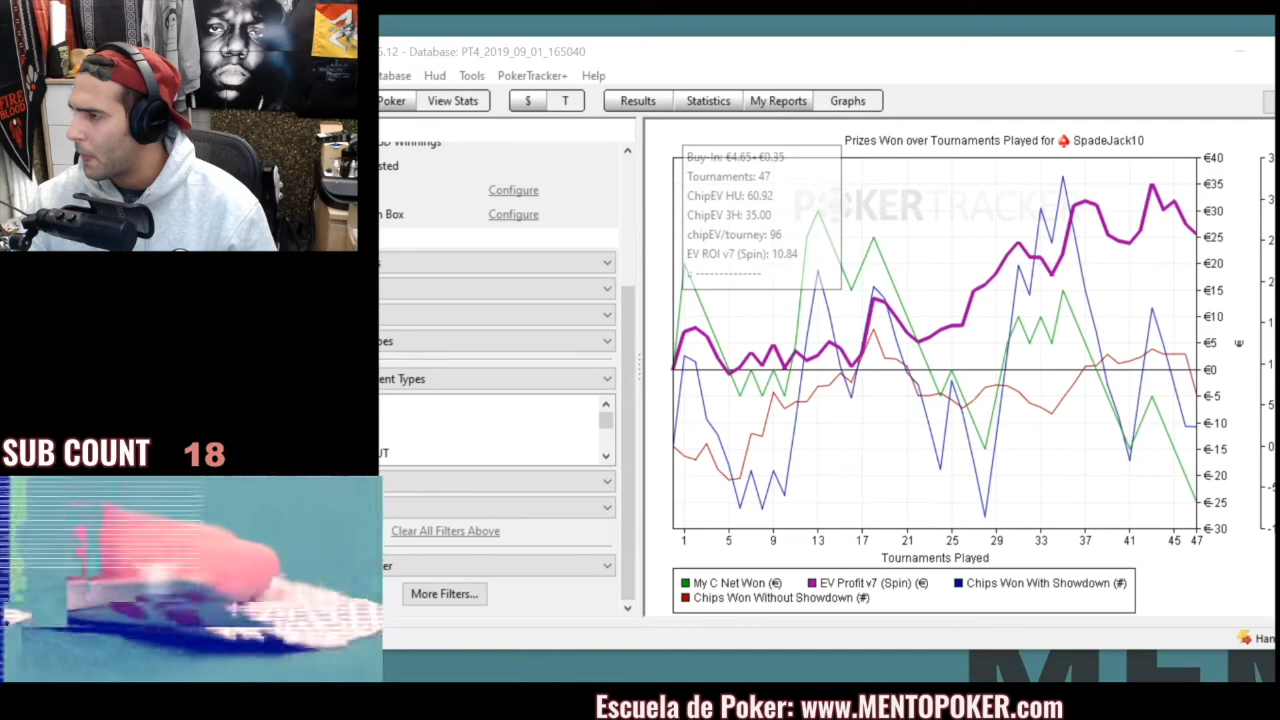 FIRE
BLOOD
5.12 - Database: PT4_2019_09_01_165040
tabase Hud Tools PokerTracker+ Help
Poker View Stats $ T Results Statistics My Reports Graphs
Winnings
sted
Configure
n Box Configure
s
pes
ent Types
UT
Clear All Filters Above
er
More Filters...
Prizes Won over Tournaments Played for SpadeJack10
POKERTRACKER
Buy-In: €4.65+€0.35
Tournaments: 47
ChipEV HU: 60.92
ChipEV 3H: 35.00
chipEV/tourney: 96
EV ROI v7 (Spin): 10.84
: ---------------
€40
€35
€30
€25
€20
€15
€10
€5
€0
€-5
€-10
€-15
€-20
€-25
€-30
€
1 5 9 13 17 21 25 29 33 37 41 45 47
Tournaments Played
My C Net Won (€) EV Profit v7 (Spin) (€) Chips Won With Showdown (#)
Chips Won Without Showdown (#)
Han
SUB COUNT 18
Escuela de Poker: www.MENTOPOKER.com